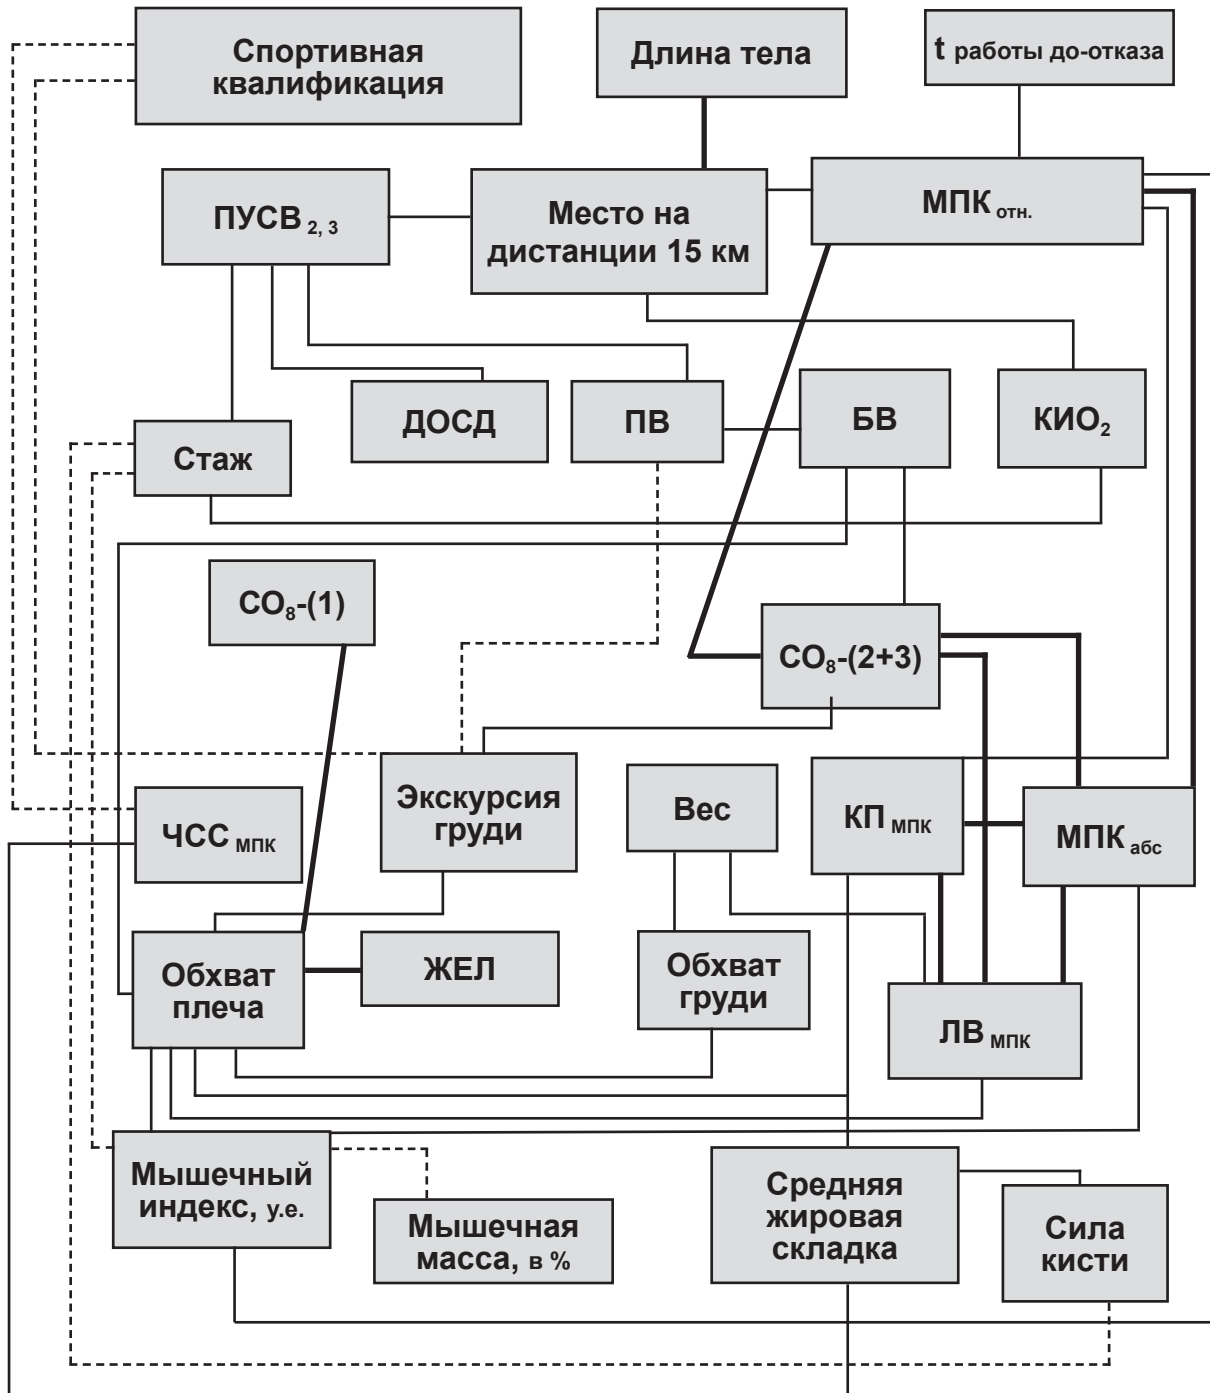 Спортивная
квалификация
Длина тела
t работы до-отказа
ПУСВ 2, 3
Место на
дистанции 15 км
МПК отн.
ДОСД
ПВ
БВ
КИО2
Стаж
СО8-(1)
СО8-(2+3)
Экскурсия
груди
Вес
КП МПК
МПК абс
ЧСС МПК
Обхват
плеча
ЖЕЛ
Обхват
груди
ЛВ МПК
Мышечный
индекс, у.е.
Мышечная
масса, в %
Средняя
жировая
складка
Сила
кисти